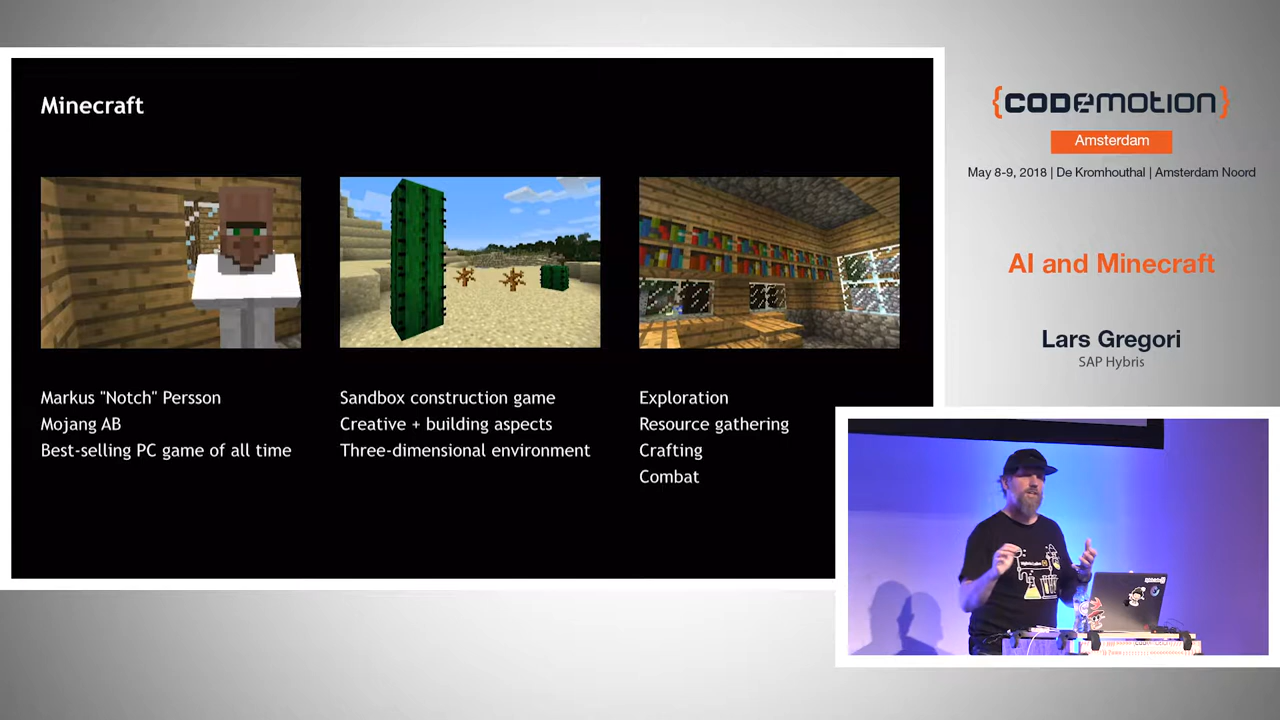 Minecraft
Markus "Notch" Persson
Mojang AB
Best-selling PC game of all time
Sandbox construction game
Creative + building aspects
Three-dimensional environment
Exploration
Resource gathering
Crafting
Combat
{CODEMOTION}
Amsterdam
May 8-9, 2018 | De Kromhouthal | Amsterdam Noord
AI and Minecraft
Lars Gregori
SAP Hybris